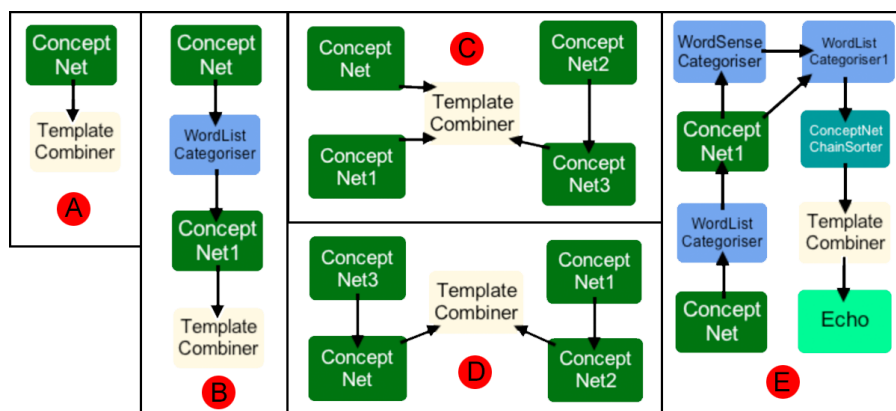 Concept
Net
Template
Combiner
A
Concept
Net
WordList
Categoriser
Concept
Net1
Template
Combiner
B
Concept
Net
C
Concept
Net2
Template
Combiner
Concept
Net1
Concept
Net3
Concept
Net3
Template
Combiner
Concept
Net1
Concept
Net
D
Concept
Net2
WordSense
Categoriser
WordList
Categoriser1
Concept
Net1
ConceptNet
ChainSorter
WordList
Categoriser
Template
Combiner
Concept
Net
Echo
E